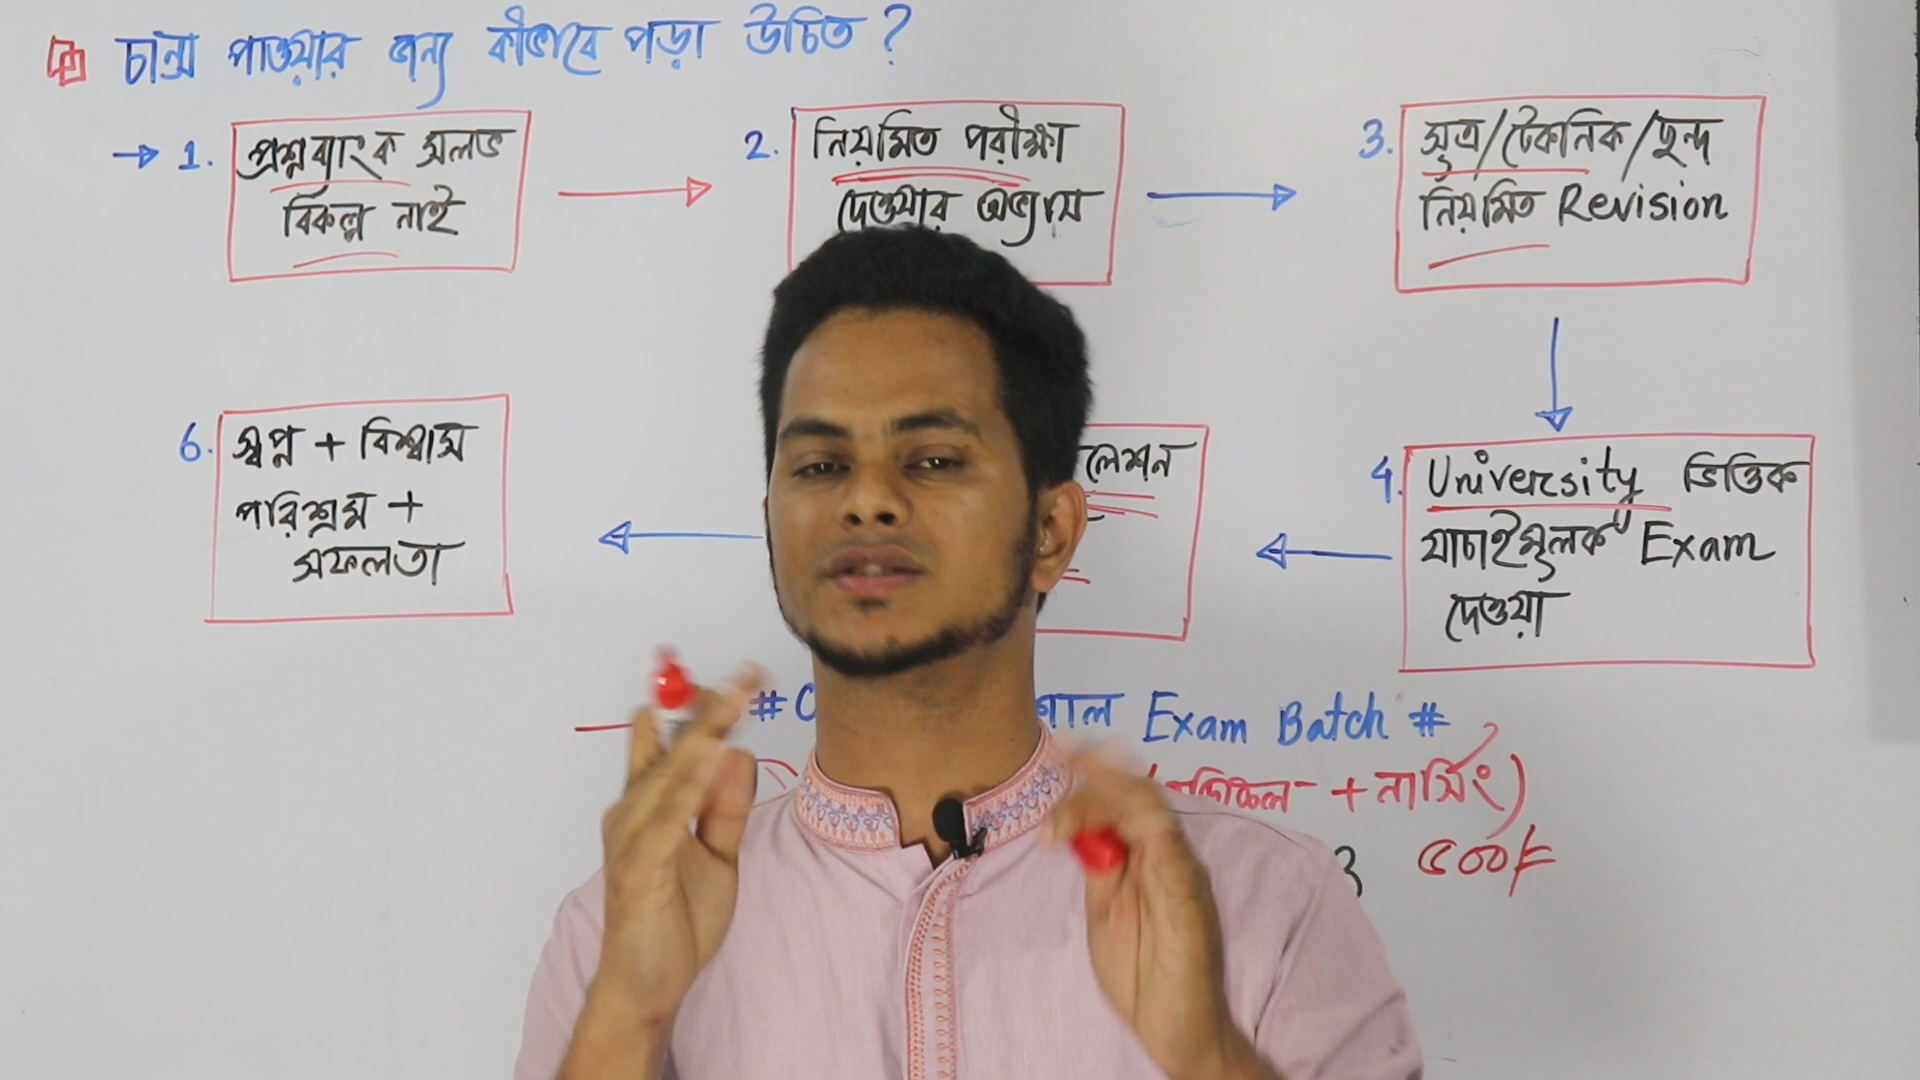 চান্স পাওয়ার জন্য কীভাবে পড়া উচিত ?
→ 1. প্রশ্নব্যাংক সলভ
বিকল্প নাই
2. নিয়মিত পরীক্ষা
দেওয়ার অভ্যাস
3. সূত্র/টেকনিক/ছন্দ
নিয়মিত Revision
4. University ভিত্তিক
যাচাইমূলক Exam
দেওয়া
লেশন
6. স্বপ্ন + বিশ্বাস
পরিশ্রম +
সফলতা
# Exam Batch #
+ নার্সিং)
৫০০/=